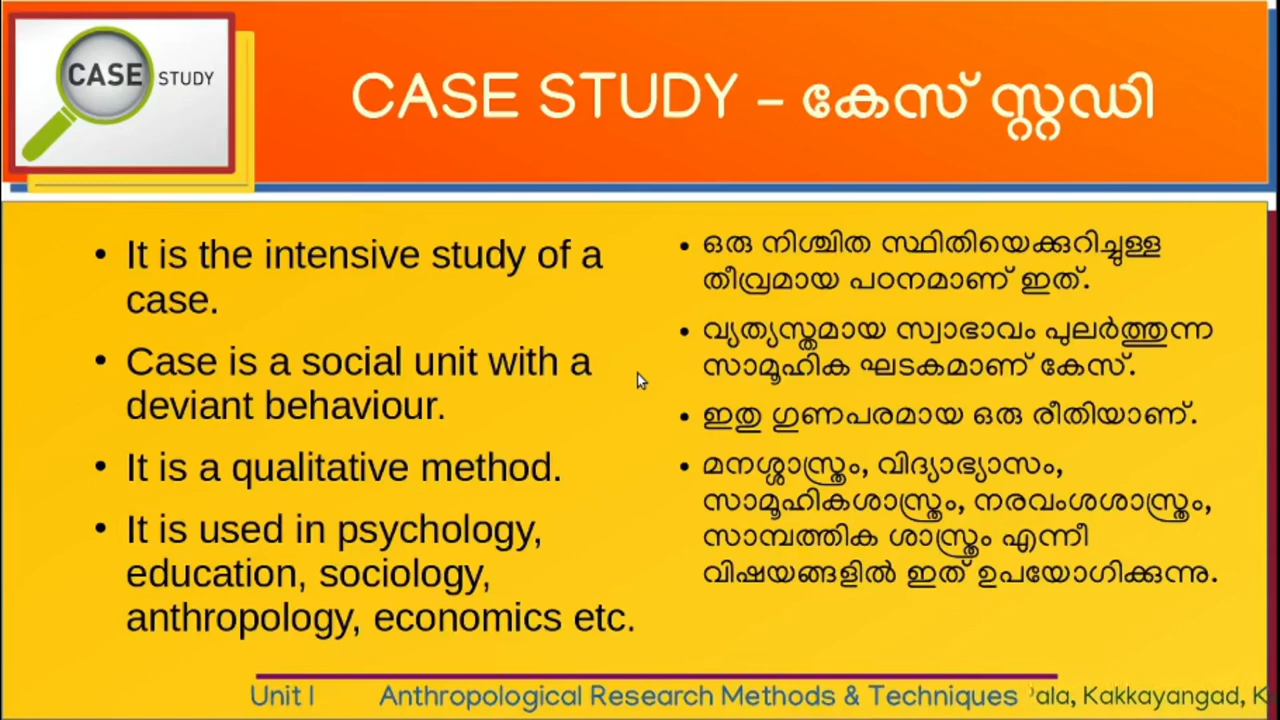 CASE STUDY
CASE STUDY – കേസ് സ്റ്റഡി
• It is the intensive study of a
case.
• Case is a social unit with a
deviant behaviour.
• It is a qualitative method.
• It is used in psychology,
education, sociology,
anthropology, economics etc.
• ഒരു നിശ്ചിത സ്ഥിതിയെക്കുറിച്ചുള്ള
തീവ്രമായ പഠനമാണ് ഇത്.
• വ്യത്യസ്തമായ സ്വാഭാവം പുലർത്തുന്ന
സാമൂഹിക ഘടകമാണ് കേസ്.
• ഇതു ഗുണപരമായ ഒരു രീതിയാണ്.
• മനശ്ശാസ്ത്രം, വിദ്യാഭ്യാസം,
സാമൂഹികശാസ്ത്രം, നരവംശശാസ്ത്രം,
സാമ്പത്തിക ശാസ്ത്രം എന്നീ
വിഷയങ്ങളിൽ ഇത് ഉപയോഗിക്കുന്നു.
Unit I Anthropological Research Methods & Techniques Kakkayangad,